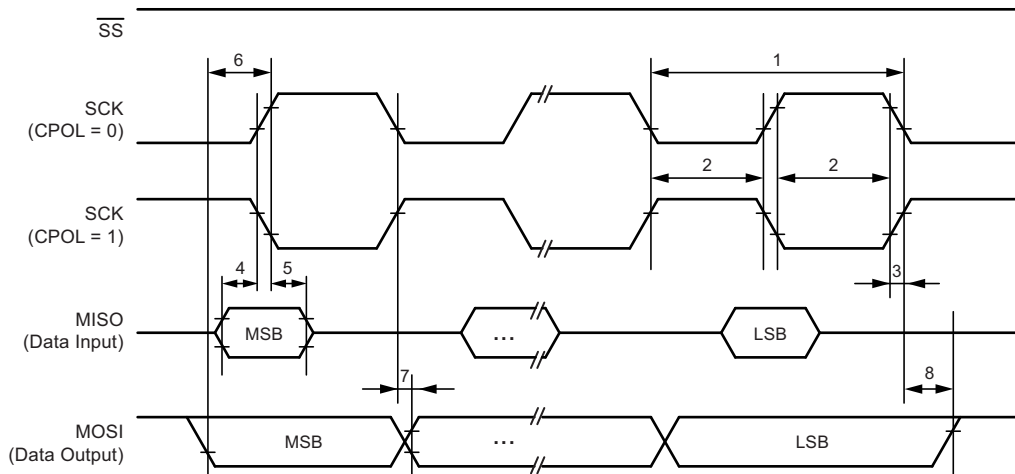 SS
6
1
SCK
(CPOL = 0)
2
2
SCK
(CPOL = 1)
4
5
3
MISO
(Data Input)
MSB
...
LSB
7
8
MOSI
(Data Output)
MSB
...
LSB